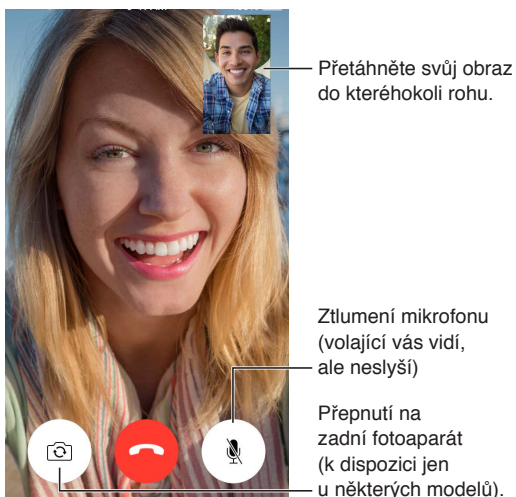 Přetáhněte svůj obraz
do kteréhokoli rohu.
Ztlumení mikrofonu
(volající vás vidí,
ale neslyší)
Přepnutí na
zadní fotoaparát
(k dispozici jen
u některých modelů).